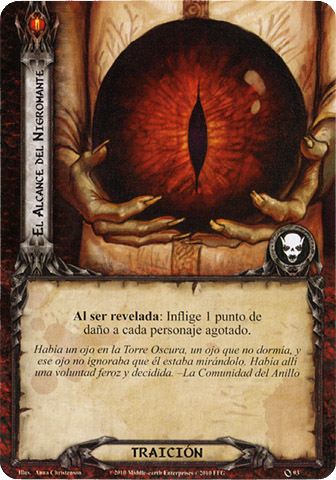 El Alcance del Nigromante
Al ser revelada: Inflige 1 punto de
daño a cada personaje agotado.
Había un ojo en la Torre Oscura, un ojo que no dormía, y
ese ojo no ignoraba que él estaba mirándolo. Había allí
una voluntad feroz y decidida. –La Comunidad del Anillo
TRAICIÓN
Illus. Anna Christenson
©2010 Middle-earth Enterprises ©2010 FFG
93